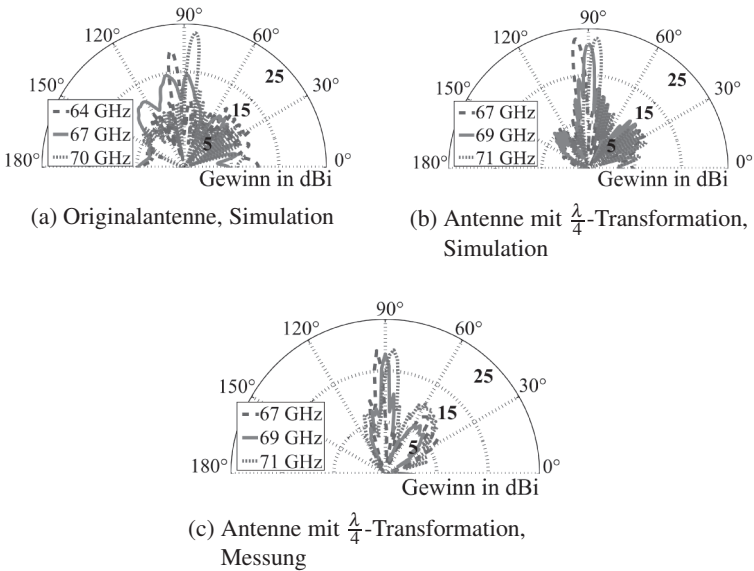 90°
120°
60°
25
150°
30°
64 GHz
15
67 GHz
5
70 GHz
180°
0°
Gewinn in dBi
(a) Originalantenne, Simulation
90°
120°
60°
25
150°
30°
67 GHz
15
69 GHz
5
71 GHz
180°
0°
Gewinn in dBi
(b) Antenne mit λ/4-Transformation,
Simulation
90°
120°
60°
25
150°
30°
67 GHz
15
69 GHz
5
71 GHz
180°
0°
Gewinn in dBi
(c) Antenne mit λ/4-Transformation,
Messung